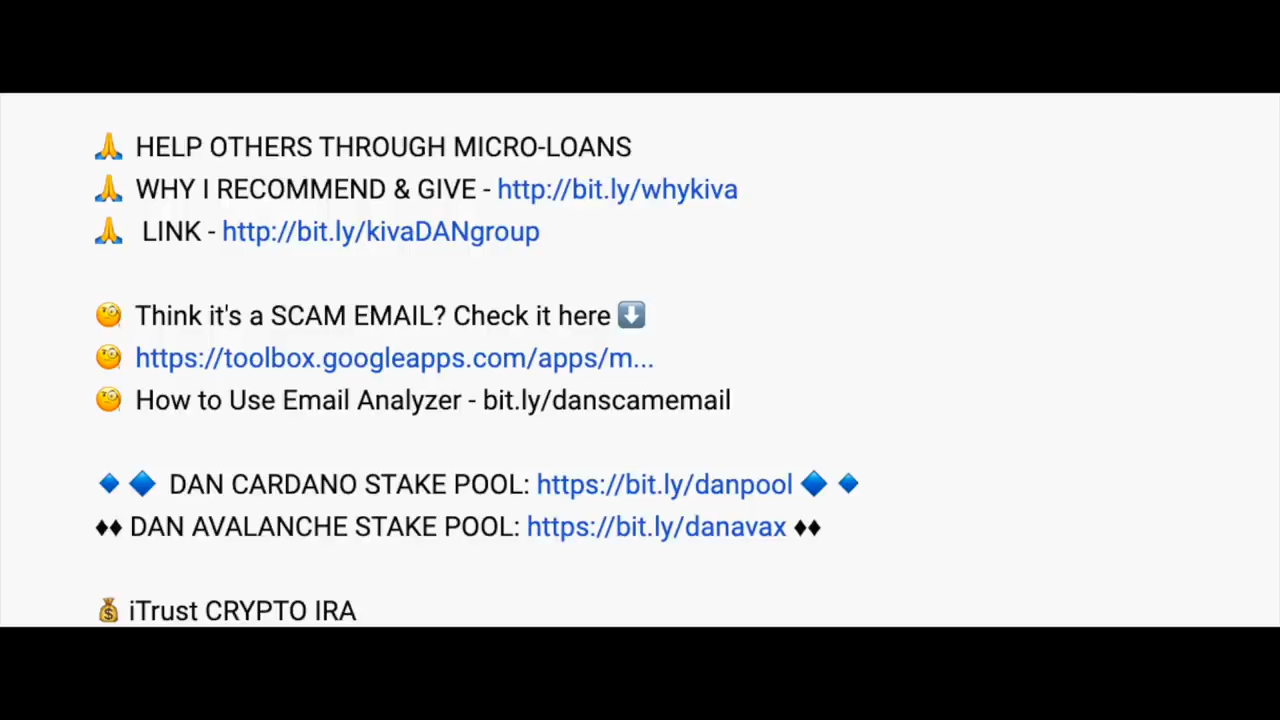 🙏 HELP OTHERS THROUGH MICRO-LOANS
🙏 WHY I RECOMMEND & GIVE - http://bit.ly/whykiva
🙏 LINK - http://bit.ly/kivaDANgroup
🧐 Think it's a SCAM EMAIL? Check it here ⬇️
🧐 https://toolbox.googleapps.com/apps/m...
🧐 How to Use Email Analyzer - bit.ly/danscamemail
🔹🔷 DAN CARDANO STAKE POOL: https://bit.ly/danpool 🔷🔹
♦♦ DAN AVALANCHE STAKE POOL: https://bit.ly/danavax ♦♦
💰 iTrust CRYPTO IRA